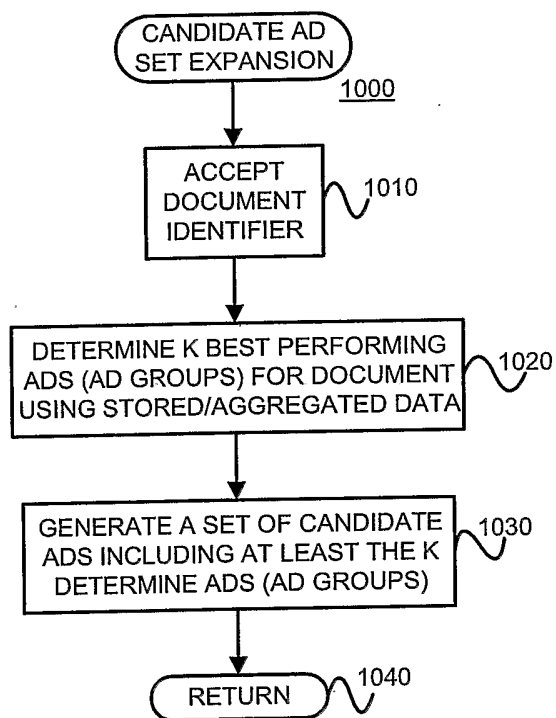 CANDIDATE AD
SET EXPANSION
1000
ACCEPT
DOCUMENT
IDENTIFIER
1010
DETERMINE K BEST PERFORMING
ADS (AD GROUPS) FOR DOCUMENT
USING STORED/AGGREGATED DATA
1020
GENERATE A SET OF CANDIDATE
ADS INCLUDING AT LEAST THE K
DETERMINE ADS (AD GROUPS)
1030
RETURN
1040